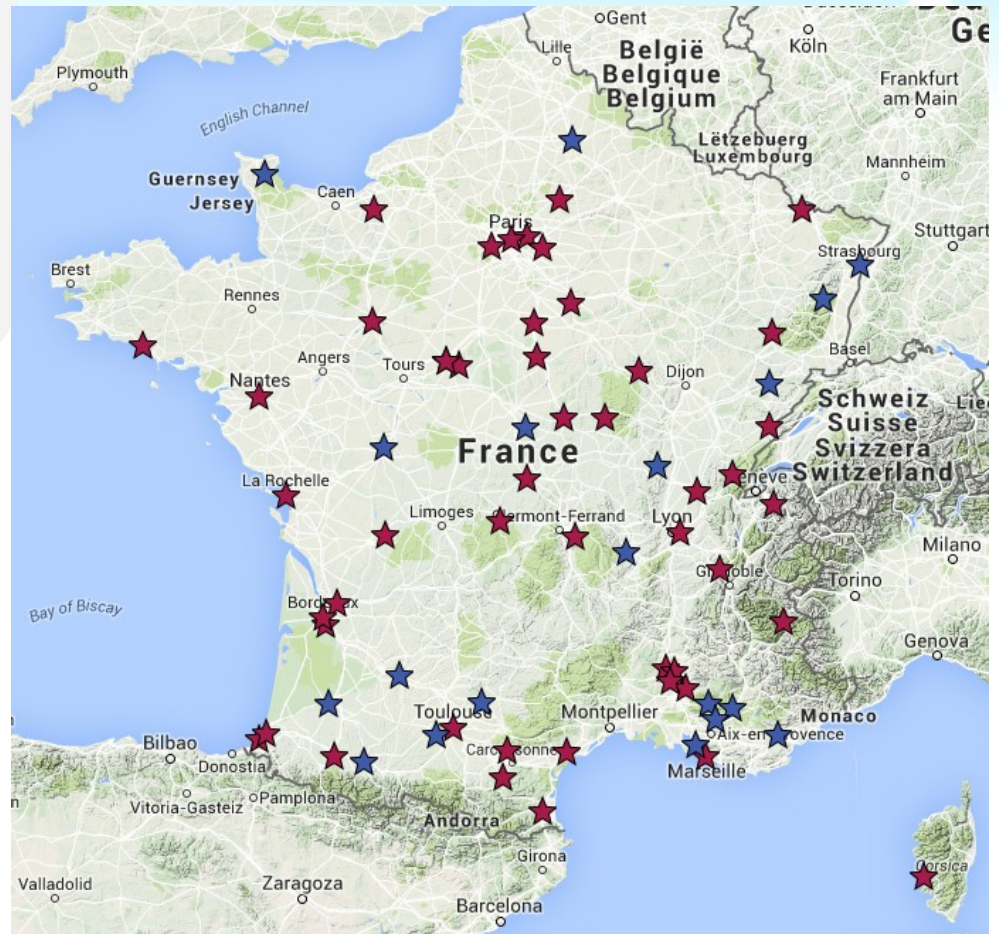 Gent
Ge
Lille
België
Belgique
Belgium
Köln
Plymouth
Frankfurt
am Main
English Channel
Lëtzebuerg
Luxembourg
Mannheim
Guernsey
Jersey
Caen
Paris
Stuttgart
Strasbourg
Brest
Rennes
Basel
Angers
Tours
Dijon
Nantes
Schweiz
Suisse
Svizzera
Switzerland
Lie
France
La Rochelle
Limoges
Lyon
Milano
Torino
Bay of Biscay
Genova
Toulouse
Montpellier
Monaco
Bilbao
Marseille
Donostia
Vitoria-Gasteiz
Pamplona
Andorra
Corsica
Girona
Valladolid
Zaragoza
Barcelona